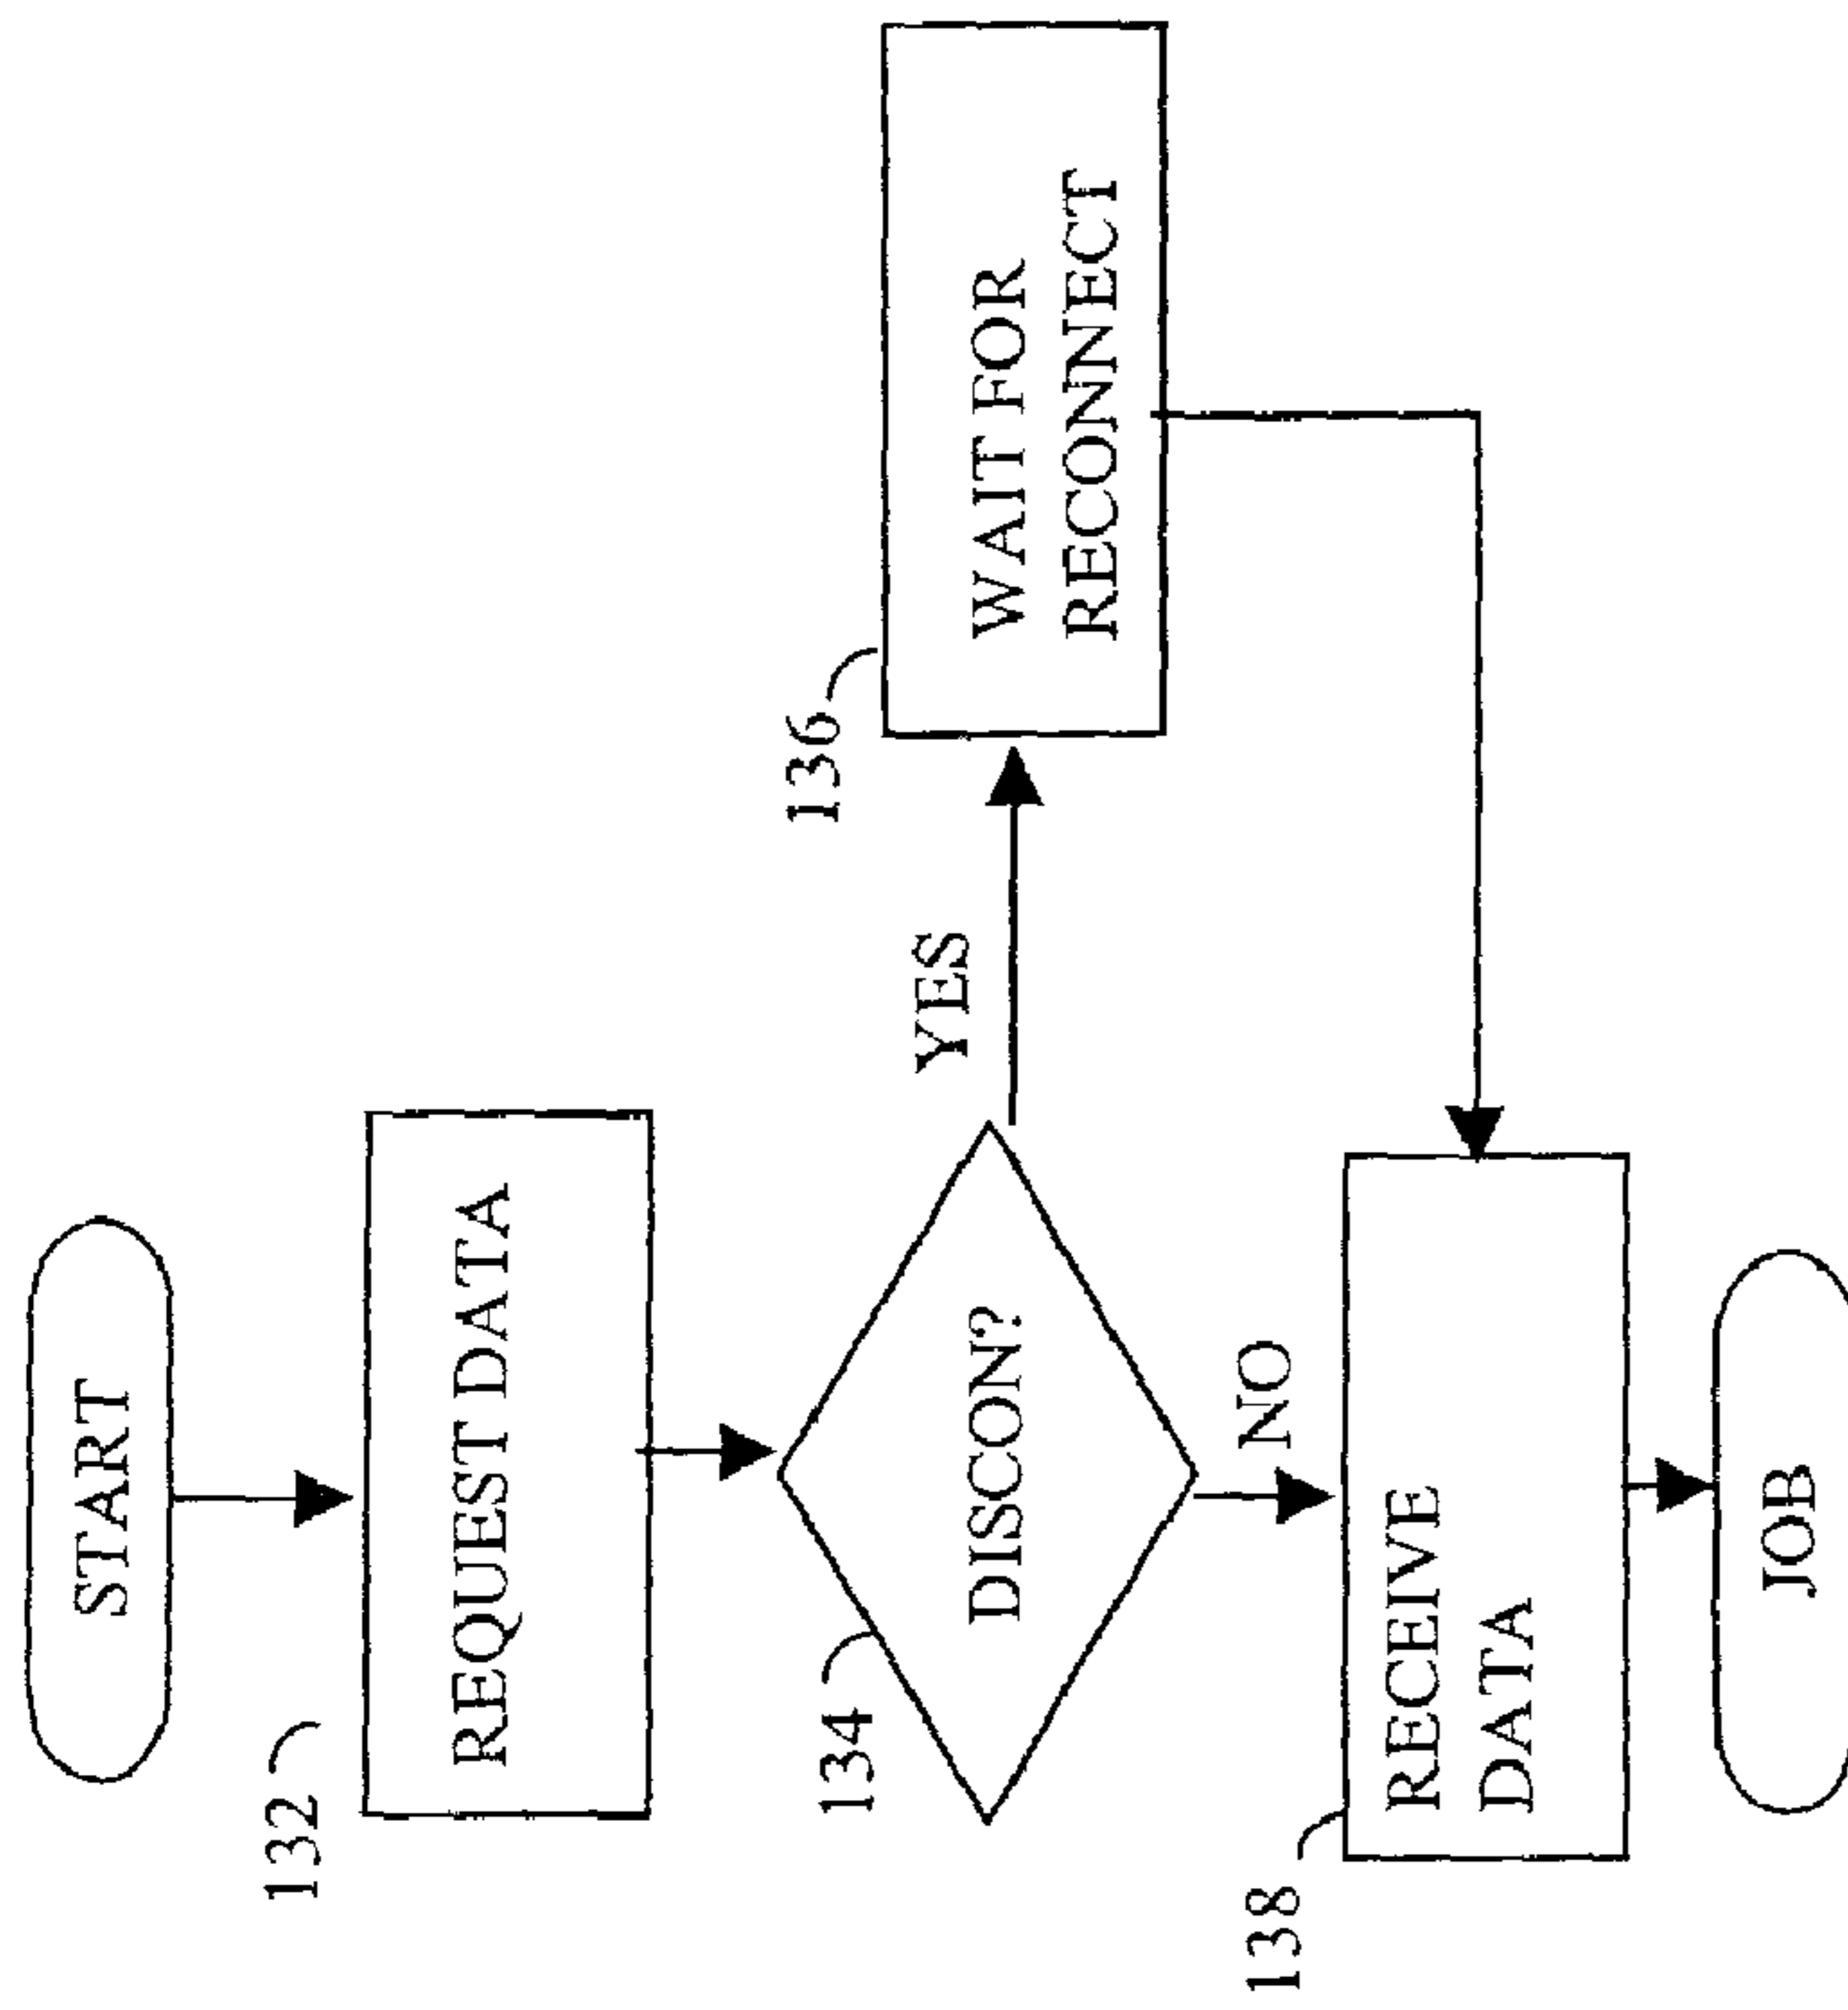 START
132
REQUEST DATA
134
DISCON?
YES
136
WAIT FOR
RECONNECT
NO
138
RECEIVE
DATA
JOB